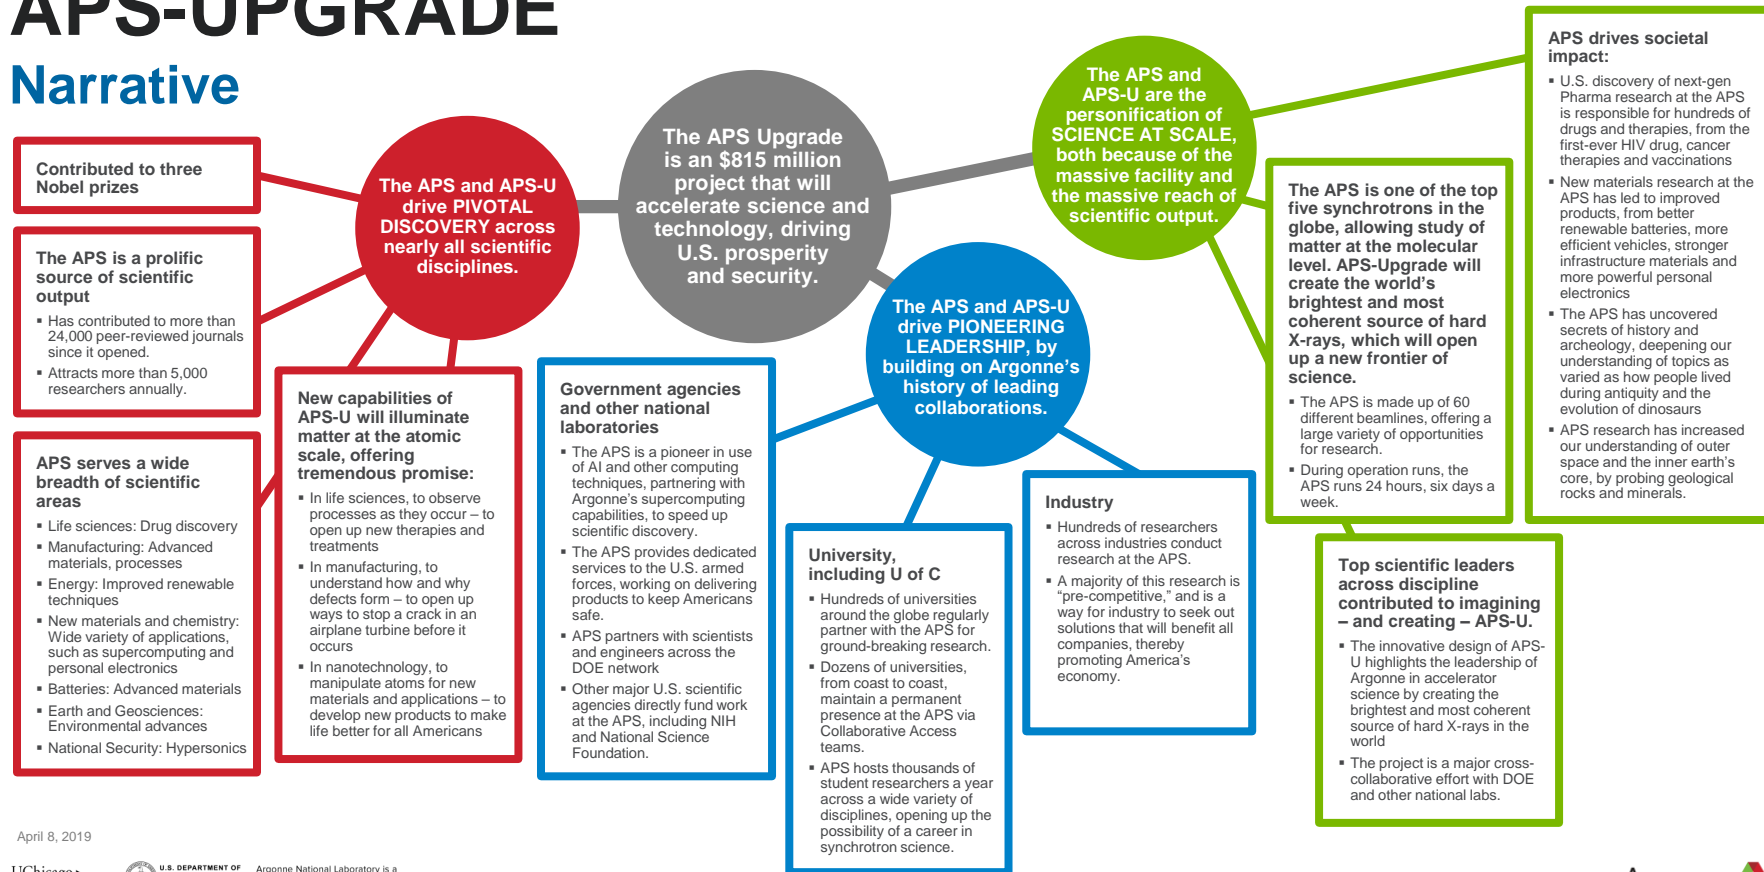 APS-UPGRADE
Narrative
Contributed to three
Nobel prizes
The APS is a prolific
source of scientific
output
▪ Has contributed to more than
24,000 peer-reviewed journals
since it opened.
▪ Attracts more than 5,000
researchers annually.
APS serves a wide
breadth of scientific
areas
▪ Life sciences: Drug discovery
▪ Manufacturing: Advanced
materials, processes
▪ Energy: Improved renewable
techniques
▪ New materials and chemistry:
Wide variety of applications,
such as supercomputing and
personal electronics
▪ Batteries: Advanced materials
▪ Earth and Geosciences:
Environmental advances
▪ National Security: Hypersonics
The APS and APS-U
drive PIVOTAL
DISCOVERY across
nearly all scientific
disciplines.
New capabilities of
APS-U will illuminate
matter at the atomic
scale, offering
tremendous promise:
▪ In life sciences, to observe
processes as they occur – to
open up new therapies and
treatments
▪ In manufacturing, to
understand how and why
defects form – to open up
ways to stop a crack in an
airplane turbine before it
occurs
▪ In nanotechnology, to
manipulate atoms for new
materials and applications – to
develop new products to make
life better for all Americans
The APS Upgrade
is an $815 million
project that will
accelerate science and
technology, driving
U.S. prosperity
and security.
The APS and APS-U
drive PIONEERING
LEADERSHIP, by
building on Argonne's
history of leading
collaborations.
Government agencies
and other national
laboratories
▪ The APS is a pioneer in use
of AI and other computing
techniques, partnering with
Argonne's supercomputing
capabilities, to speed up
scientific discovery.
▪ The APS provides dedicated
services to the U.S. armed
forces, working on delivering
products to keep Americans
safe.
▪ APS partners with scientists
and engineers across the
DOE network
▪ Other major U.S. scientific
agencies directly fund work
at the APS, including NIH
and National Science
Foundation.
University,
including U of C
▪ Hundreds of universities
around the globe regularly
partner with the APS for
ground-breaking research.
▪ Dozens of universities,
from coast to coast,
maintain a permanent
presence at the APS via
Collaborative Access
teams.
▪ APS hosts thousands of
student researchers a year
across a wide variety of
disciplines, opening up the
possibility of a career in
synchrotron science.
Industry
▪ Hundreds of researchers
across industries conduct
research at the APS.
▪ A majority of this research is
“pre-competitive,” and is a
way for industry to seek out
solutions that will benefit all
companies, thereby
promoting America's
economy.
The APS and
APS-U are the
personification of
SCIENCE AT SCALE,
both because of the
massive facility and
the massive reach of
scientific output.
The APS is one of the top
five synchrotrons in the
globe, allowing study of
matter at the molecular
level. APS-Upgrade will
create the world's
brightest and most
coherent source of hard
X-rays, which will open
up a new frontier of
science.
▪ The APS is made up of 60
different beamlines, offering a
large variety of opportunities
for research.
▪ During operation runs, the
APS runs 24 hours, six days a
week.
APS drives societal
impact:
▪ U.S. discovery of next-gen
Pharma research at the APS
is responsible for hundreds of
drugs and therapies, from the
first-ever HIV drug, cancer
therapies and vaccinations
▪ New materials research at the
APS has led to improved
products, from better
renewable batteries, more
efficient vehicles, stronger
infrastructure materials and
more powerful personal
electronics
▪ The APS has uncovered
secrets of history and
archeology, deepening our
understanding of topics as
varied as how people lived
during antiquity and the
evolution of dinosaurs
▪ APS research has increased
our understanding of outer
space and the inner earth's
core, by probing geological
rocks and minerals.
Top scientific leaders
across discipline
contributed to imagining
– and creating – APS-U.
▪ The innovative design of APS-
U highlights the leadership of
Argonne in accelerator
science by creating the
brightest and most coherent
source of hard X-rays in the
world
▪ The project is a major cross-
collaborative effort with DOE
and other national labs.
April 8, 2019
UChicago
U.S. DEPARTMENT OF
Argonne National Laboratory is a